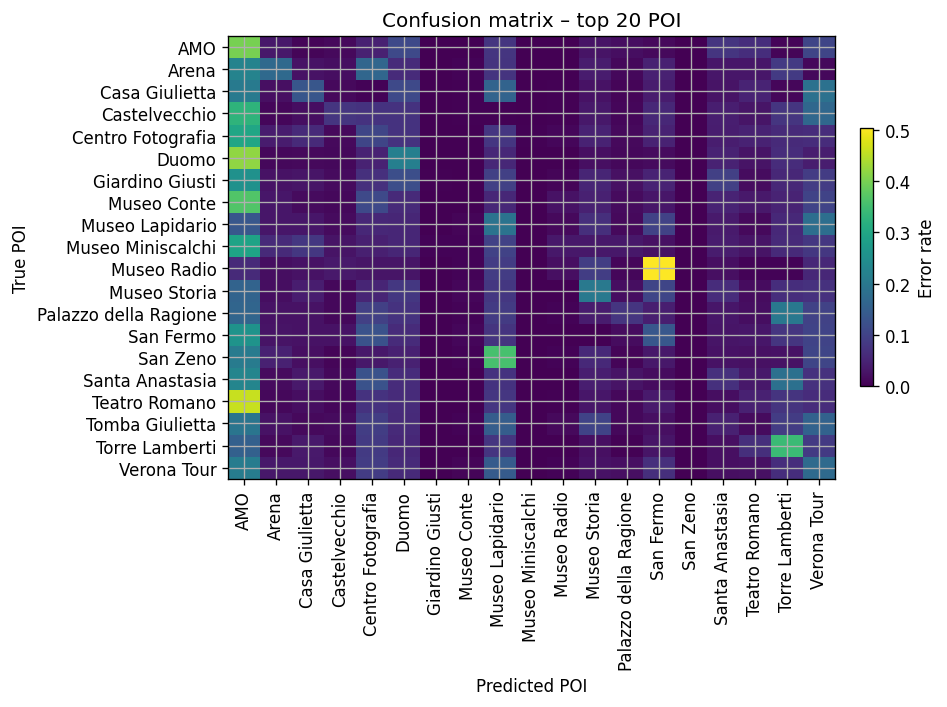 Confusion matrix – top 20 POI
True POI
AMO
Arena
Casa Giulietta
Castelvecchio
Centro Fotografia
Duomo
Giardino Giusti
Museo Conte
Museo Lapidario
Museo Miniscalchi
Museo Radio
Museo Storia
Palazzo della Ragione
San Fermo
San Zeno
Santa Anastasia
Teatro Romano
Tomba Giulietta
Torre Lamberti
Verona Tour
AMO
Arena
Casa Giulietta
Castelvecchio
Centro Fotografia
Duomo
Giardino Giusti
Museo Conte
Museo Lapidario
Museo Miniscalchi
Museo Radio
Museo Storia
Palazzo della Ragione
San Fermo
San Zeno
Santa Anastasia
Teatro Romano
Torre Lamberti
Verona Tour
Predicted POI
0.5
0.4
0.3
0.2
0.1
0.0
Error rate